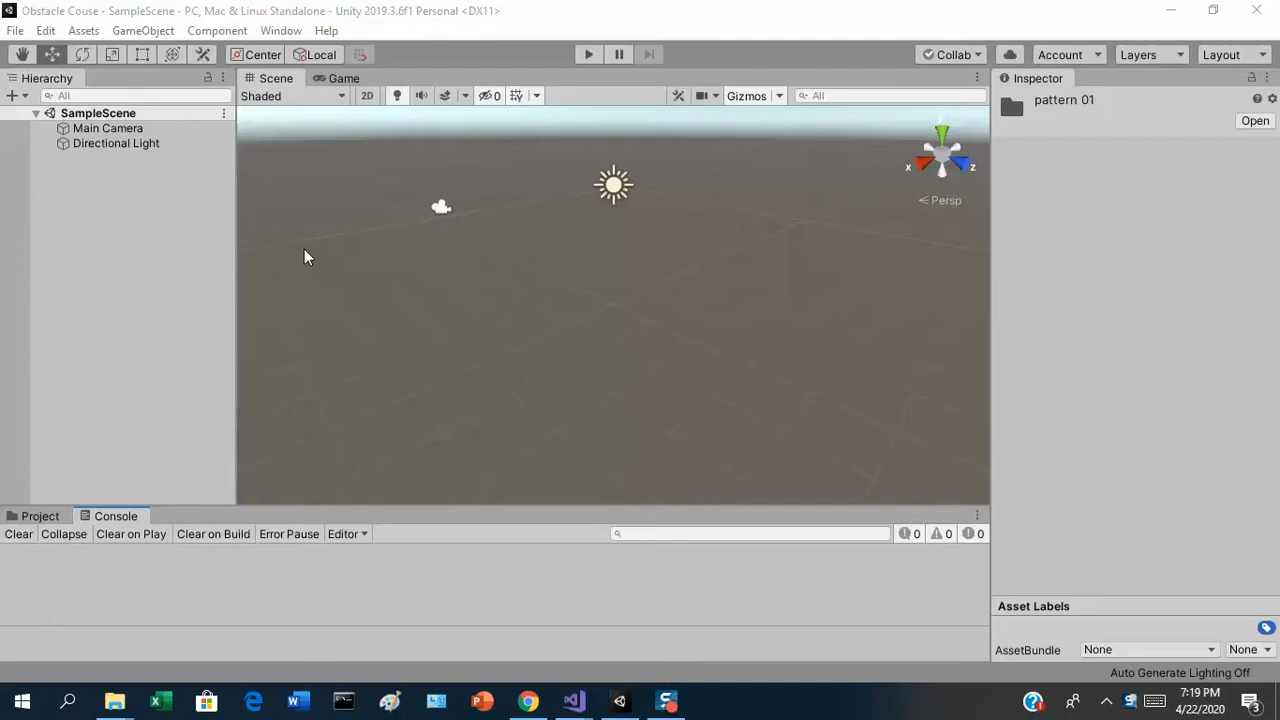 Obstacle Couse - SampleScene - PC, Mac & Linux Standalone - Unity 2019.3.6f1 Personal <DX11>
File Edit Assets GameObject Component Window Help
Center Local Collab Account Layers Layout
Hierarchy
All
SampleScene
Main Camera
Directional Light
Scene Game
Shaded 2D 0 Gizmos All
x z
Persp
Inspector
pattern 01
Open
Project Console
Clear Collapse Clear on Play Clear on Build Error Pause Editor 0 0 0
Asset Labels
AssetBundle None None
Auto Generate Lighting Off
7:19 PM
4/22/2020
3